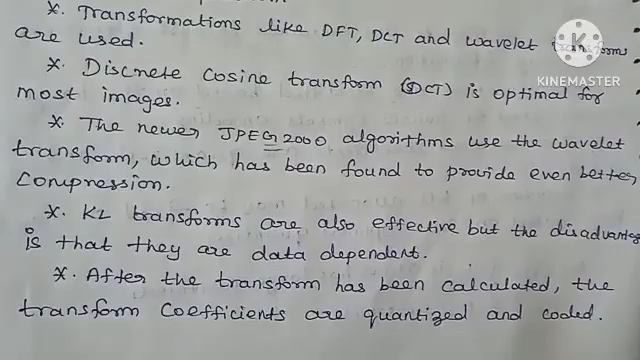 *. Transformations like DFT, DCT and wavelet transforms
are used.
*. Discrete cosine transform (DCT) is optimal for
most images.
*. The newer JPEG 2000 algorithms use the wavelet
transform, which has been found to provide even better
compression.
*. KL transforms are also effective but the disadvantage
is that they are data dependent.
*. After the transform has been calculated, the
transform coefficients are quantized and coded.
KINEMASTER